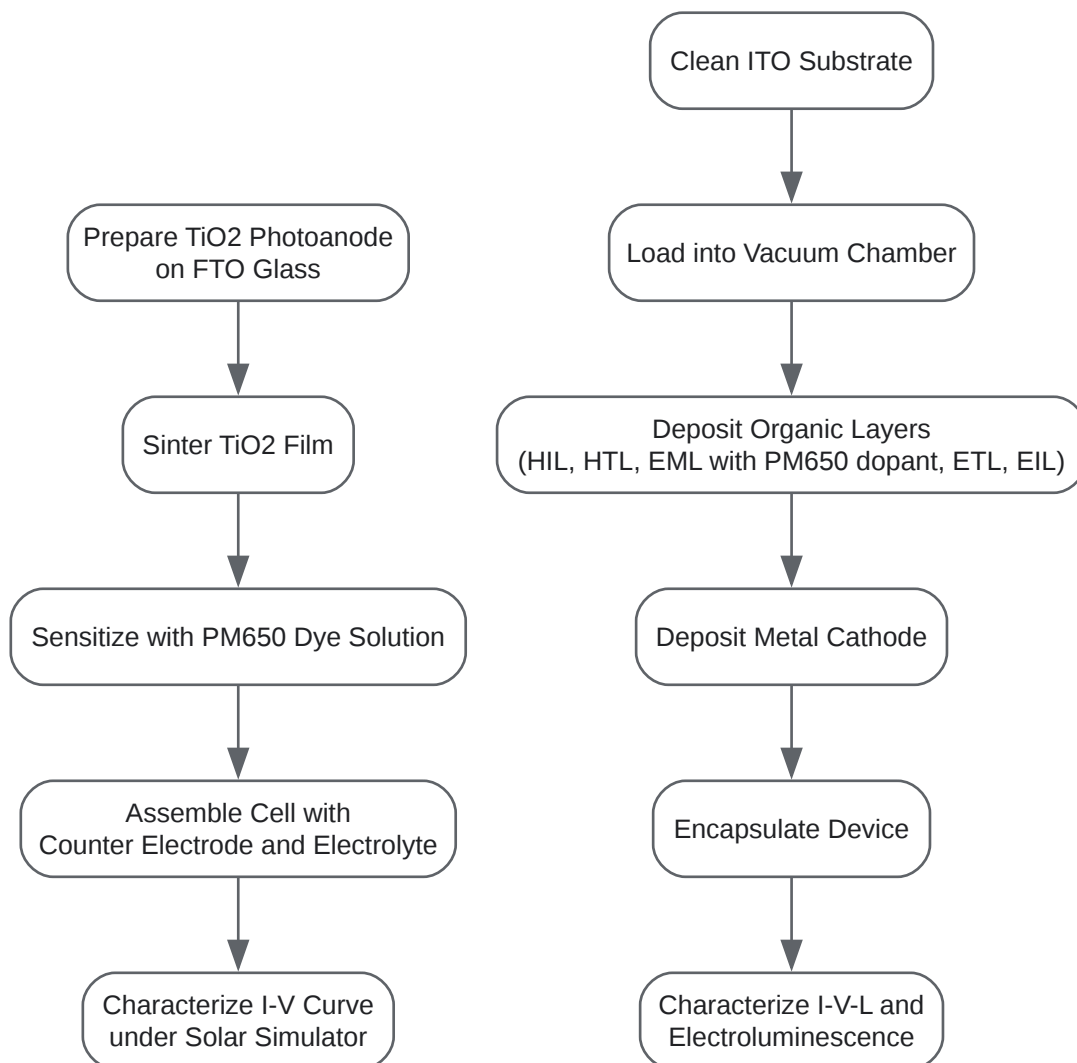 Prepare TiO2 Photoanode
on FTO Glass
Sinter TiO2 Film
Sensitize with PM650 Dye Solution
Assemble Cell with
Counter Electrode and Electrolyte
Characterize I-V Curve
under Solar Simulator
Clean ITO Substrate
Load into Vacuum Chamber
Deposit Organic Layers
(HIL, HTL, EML with PM650 dopant, ETL, EIL)
Deposit Metal Cathode
Encapsulate Device
Characterize I-V-L and
Electroluminescence